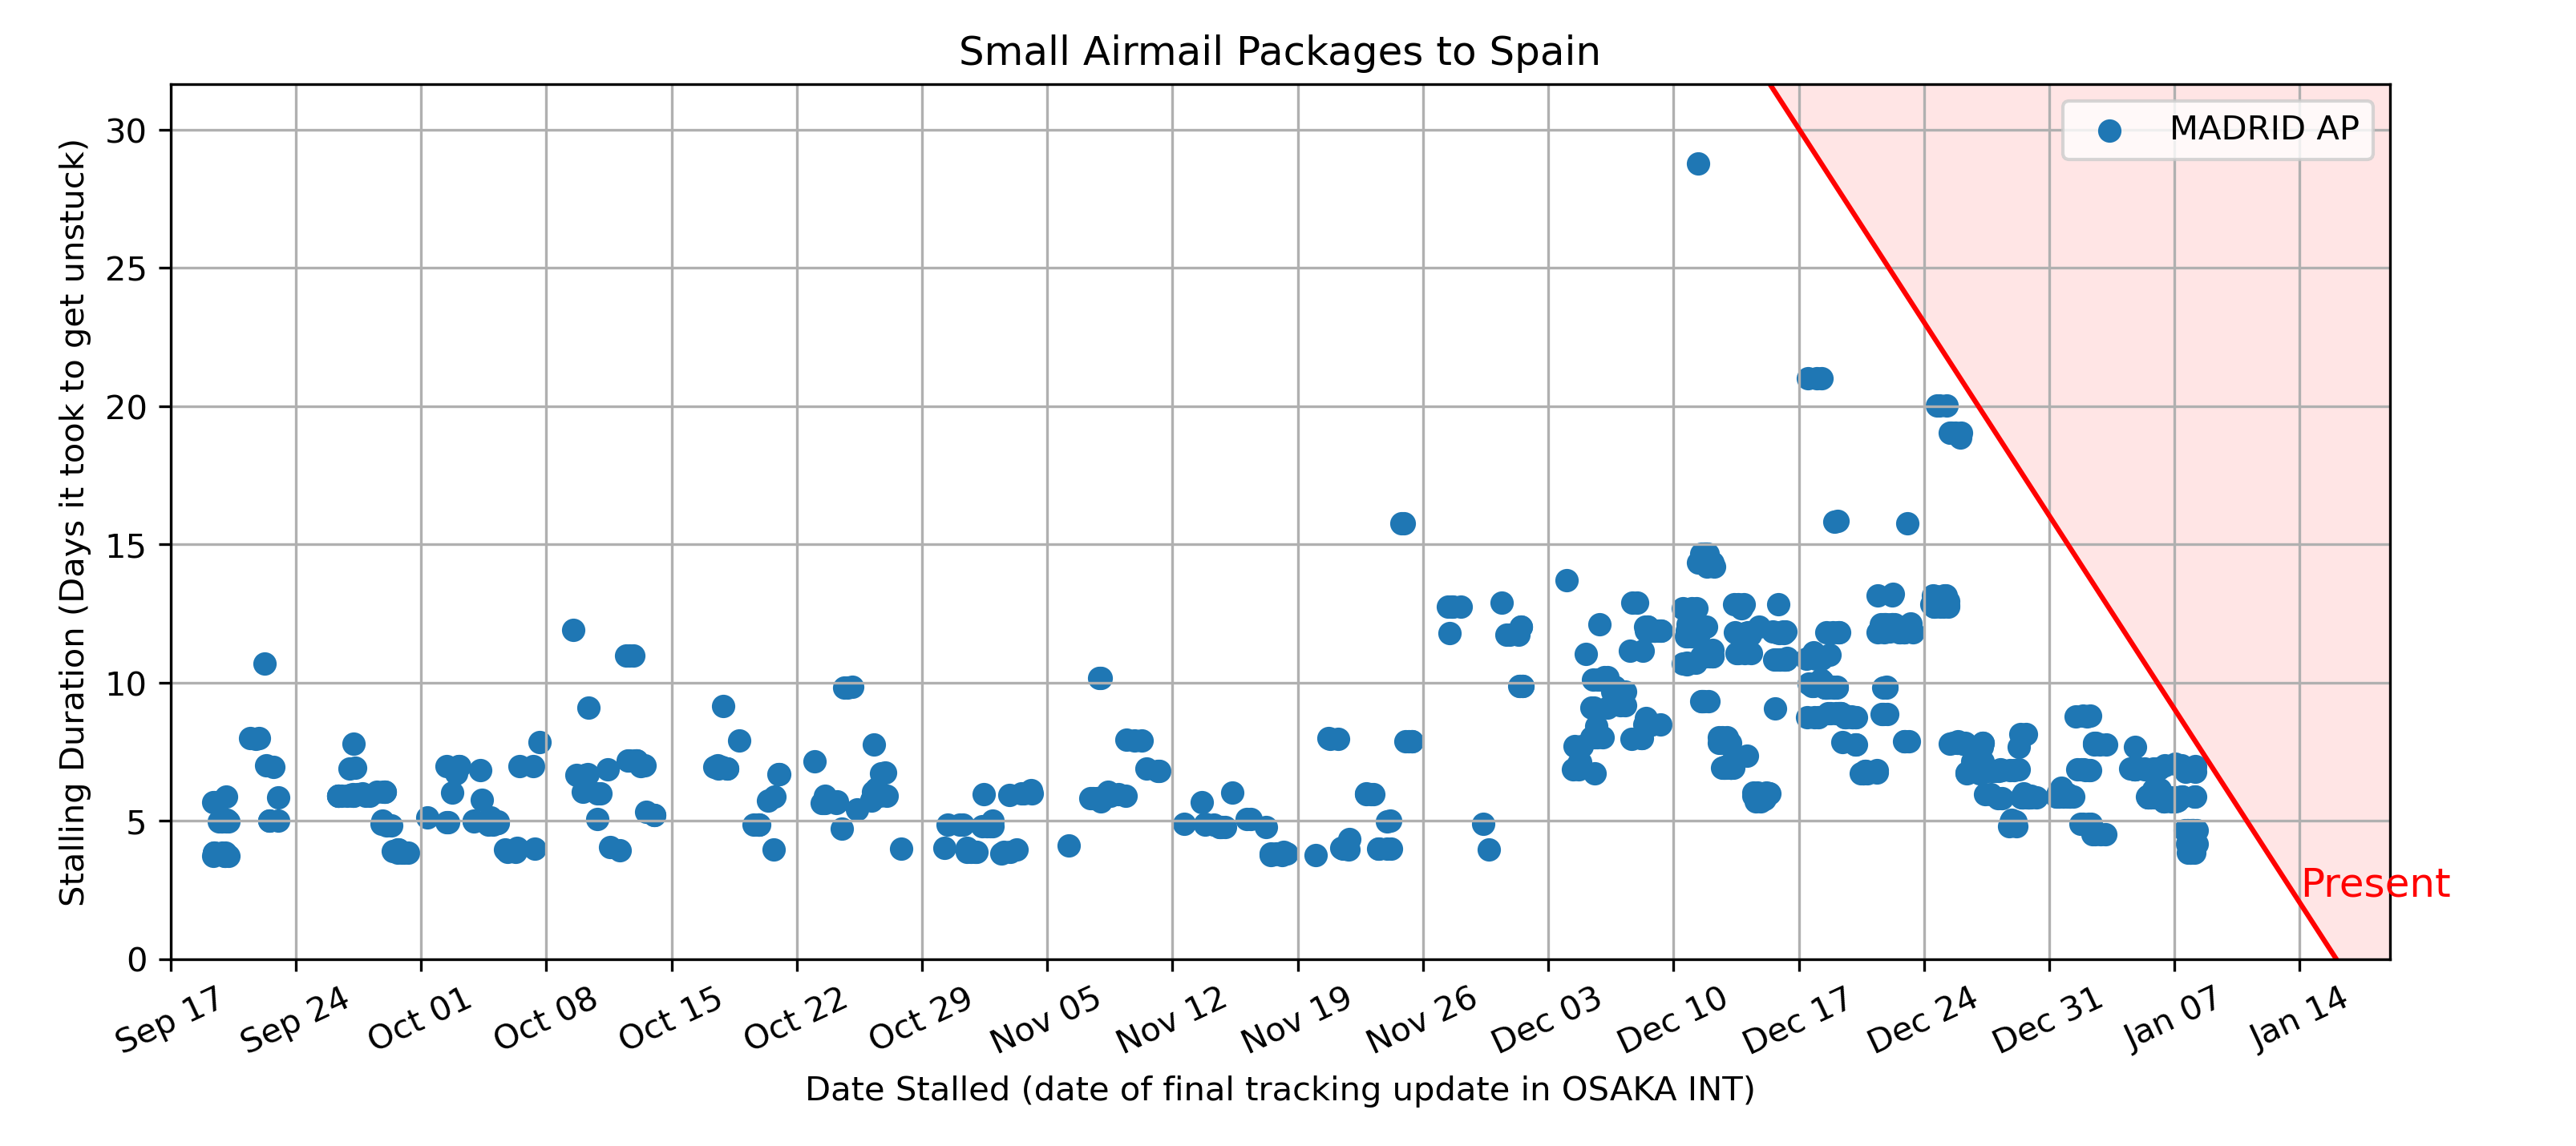 Small Airmail Packages to Spain
Stalling Duration (Days it took to get unstuck)
30
25
20
15
10
5
0
MADRID AP
Present
Sep 17
Sep 24
Oct 01
Oct 08
Oct 15
Oct 22
Oct 29
Nov 05
Nov 12
Nov 19
Nov 26
Dec 03
Dec 10
Dec 17
Dec 24
Dec 31
Jan 07
Jan 14
Date Stalled (date of final tracking update in OSAKA INT)